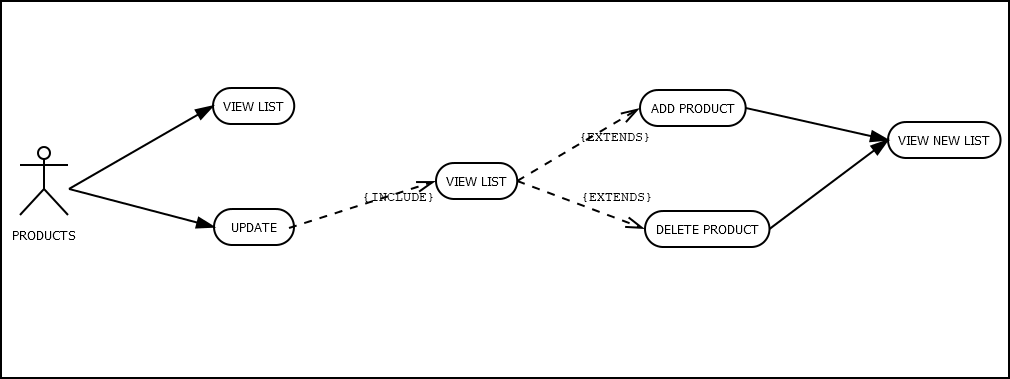 VIEW LIST
ADD PRODUCT
{EXTENDS}
VIEW NEW LIST
VIEW LIST
{INCLUDE}
{EXTENDS}
UPDATE
DELETE PRODUCT
PRODUCTS